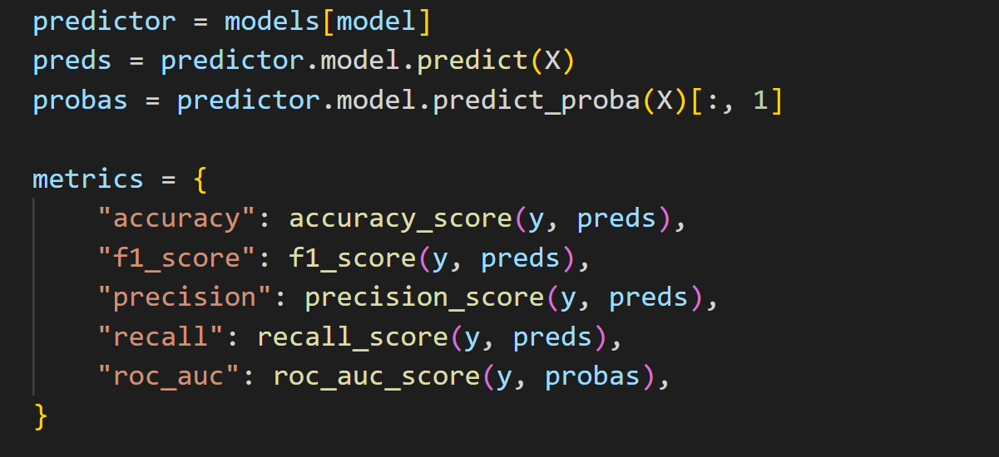 predictor = models[model]
preds = predictor.model.predict(X)
probas = predictor.model.predict_proba(X)[:, 1]
metrics = {
"accuracy": accuracy_score(y, preds),
"f1_score": f1_score(y, preds),
"precision": precision_score(y, preds),
"recall": recall_score(y, preds),
"roc_auc": roc_auc_score(y, probas),
}